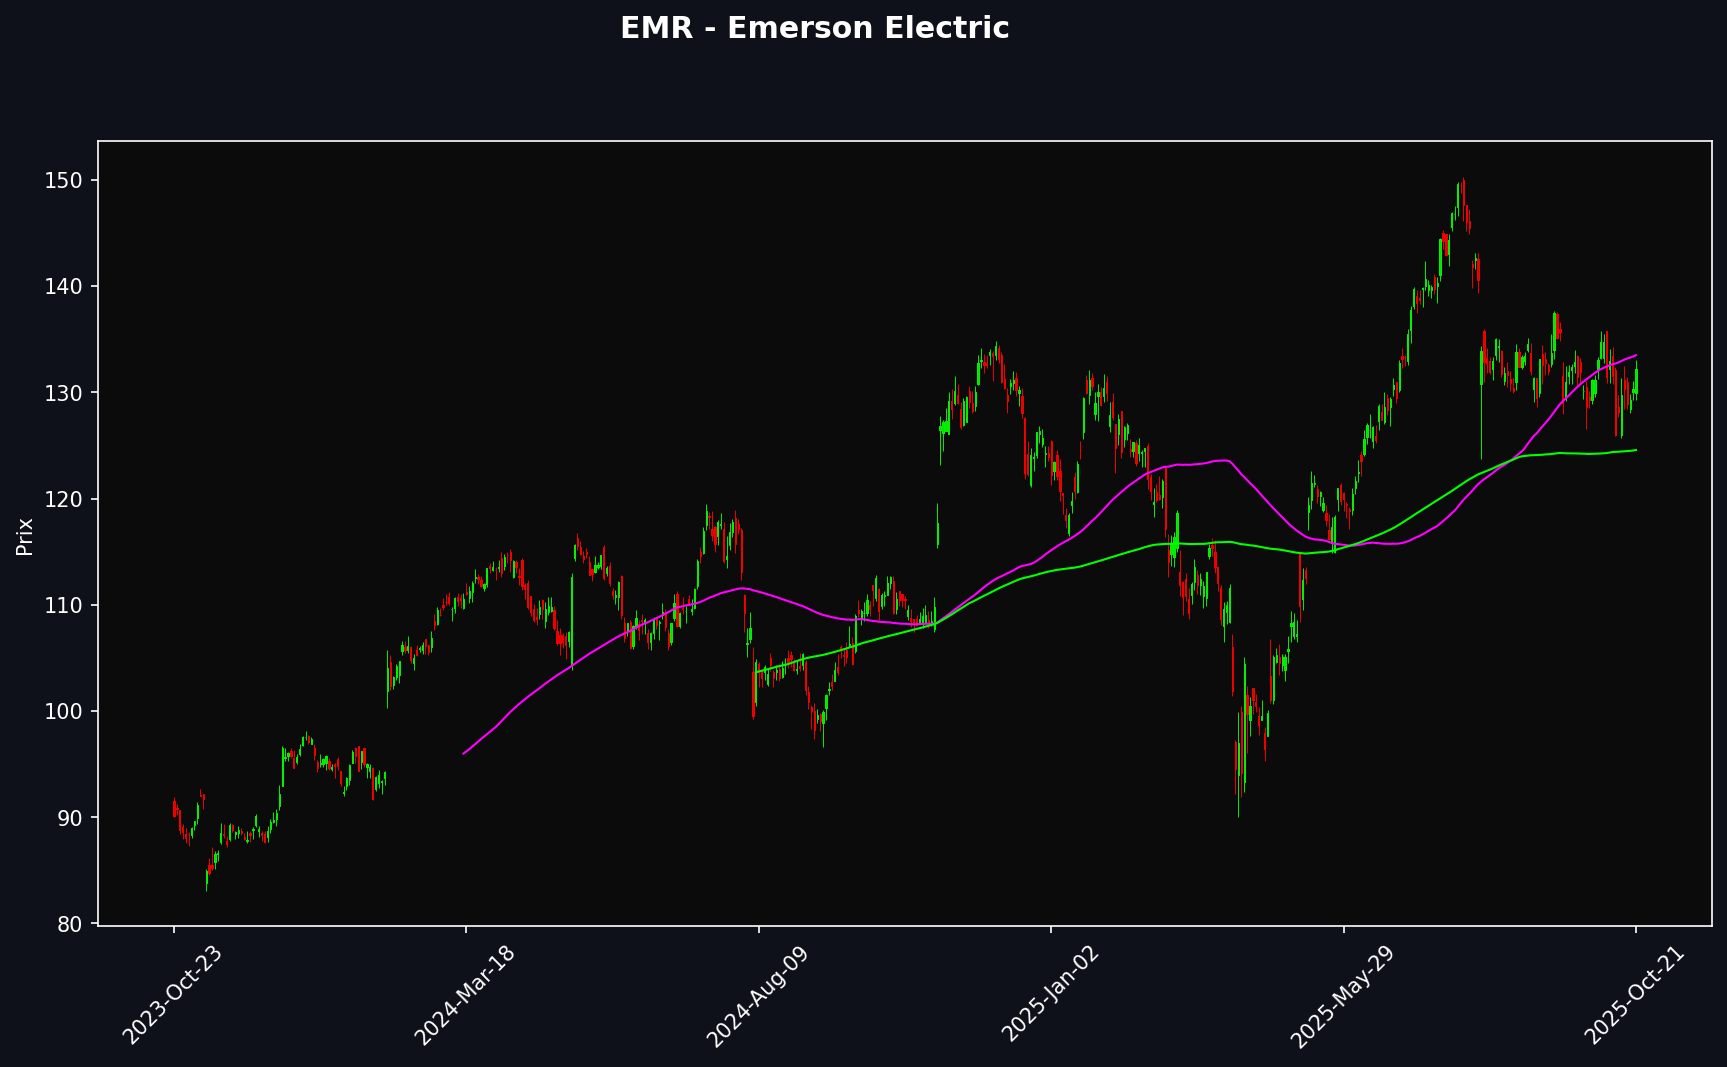 EMR - Emerson Electric
Prix
150
140
130
120
110
100
90
80
2023-Oct-23
2024-Mar-18
2024-Aug-09
2025-Jan-02
2025-May-29
2025-Oct-21